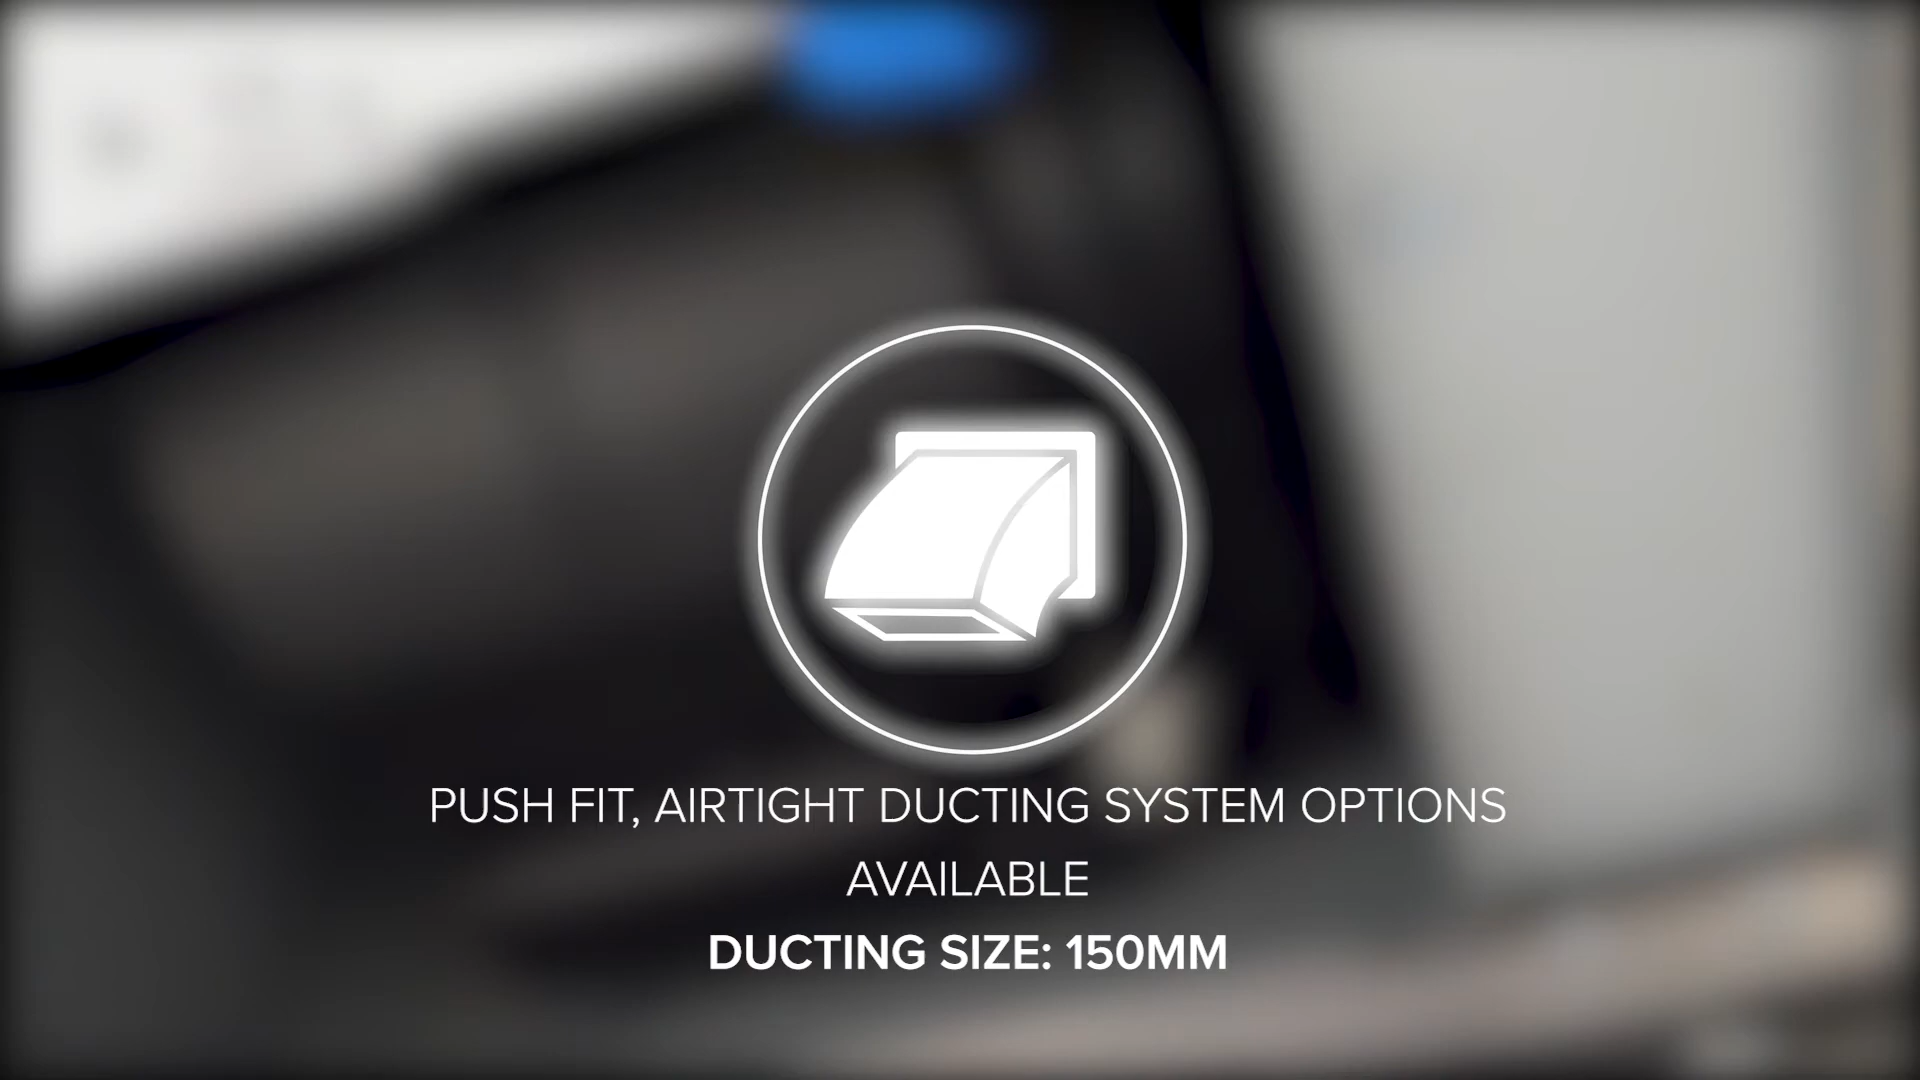 PUSH FIT, AIRTIGHT DUCTING SYSTEM OPTIONS
AVAILABLE
DUCTING SIZE: 150MM